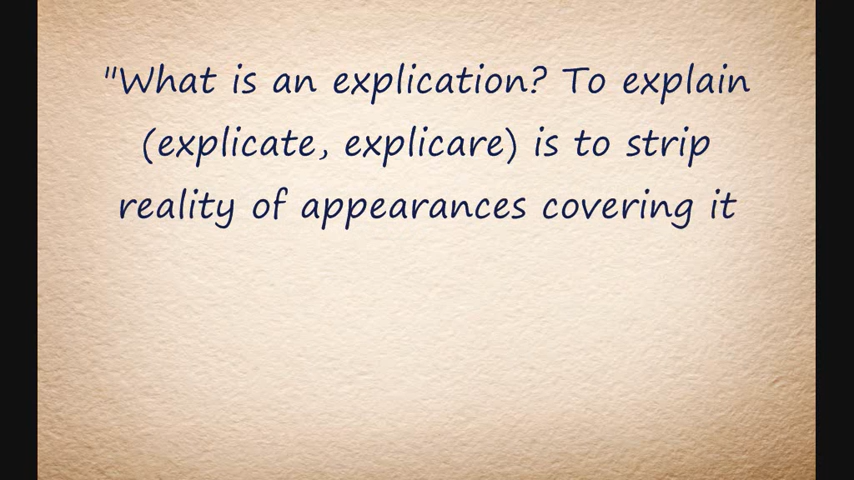 "What is an explication? To explain
(explicate, explicare) is to strip
reality of appearances covering it